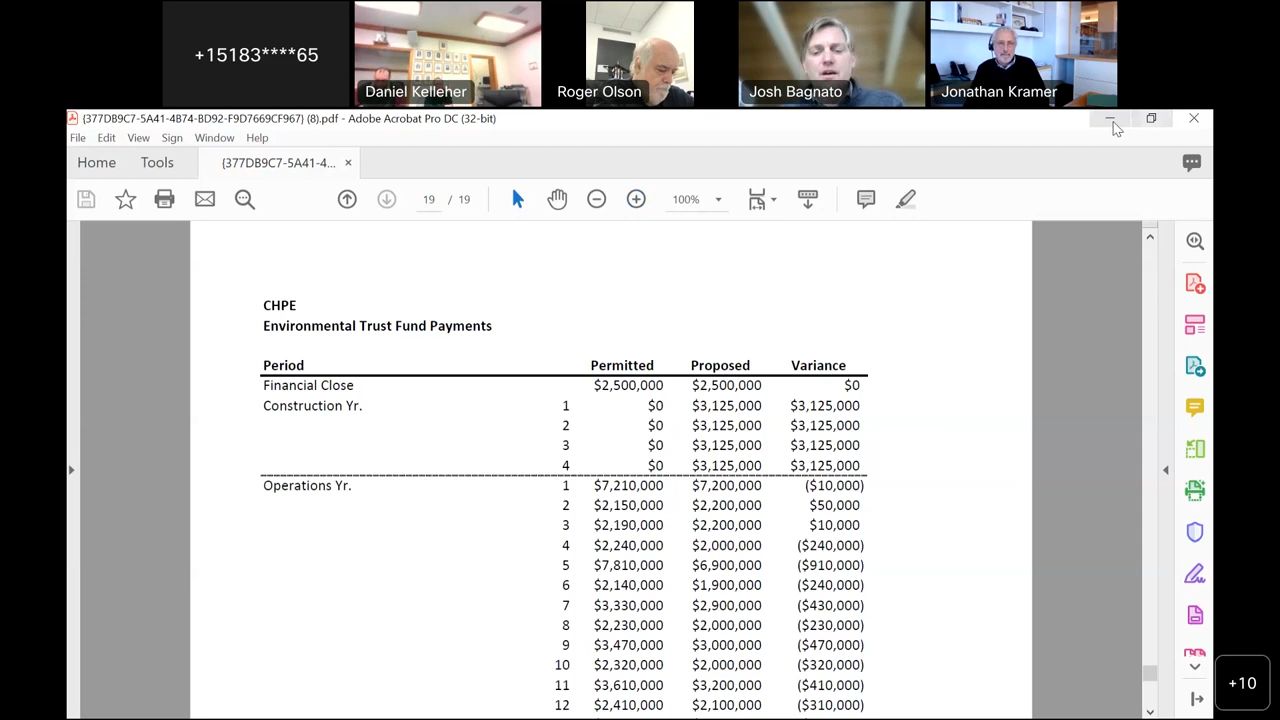 +15183****65
Daniel Kelleher
Roger Olson
Josh Bagnato
Jonathan Kramer
{377DB9C7-5A41-4B74-BD92-F9D7669CF967} (8).pdf - Adobe Acrobat Pro DC (32-bit)
File Edit View Sign Window Help
Home Tools {377DB9C7-5A41-4... ×
19 / 19 100%
CHPE
Environmental Trust Fund Payments
Period Permitted Proposed Variance
Financial Close $2,500,000 $2,500,000 $0
Construction Yr. 1 $0 $3,125,000 $3,125,000
2 $0 $3,125,000 $3,125,000
3 $0 $3,125,000 $3,125,000
4 $0 $3,125,000 $3,125,000
Operations Yr. 1 $7,210,000 $7,200,000 ($10,000)
2 $2,150,000 $2,200,000 $50,000
3 $2,190,000 $2,200,000 $10,000
4 $2,240,000 $2,000,000 ($240,000)
5 $7,810,000 $6,900,000 ($910,000)
6 $2,140,000 $1,900,000 ($240,000)
7 $3,330,000 $2,900,000 ($430,000)
8 $2,230,000 $2,000,000 ($230,000)
9 $3,470,000 $3,000,000 ($470,000)
10 $2,320,000 $2,000,000 ($320,000)
11 $3,610,000 $3,200,000 ($410,000)
12 $2,410,000 $2,100,000 ($310,000)
+10